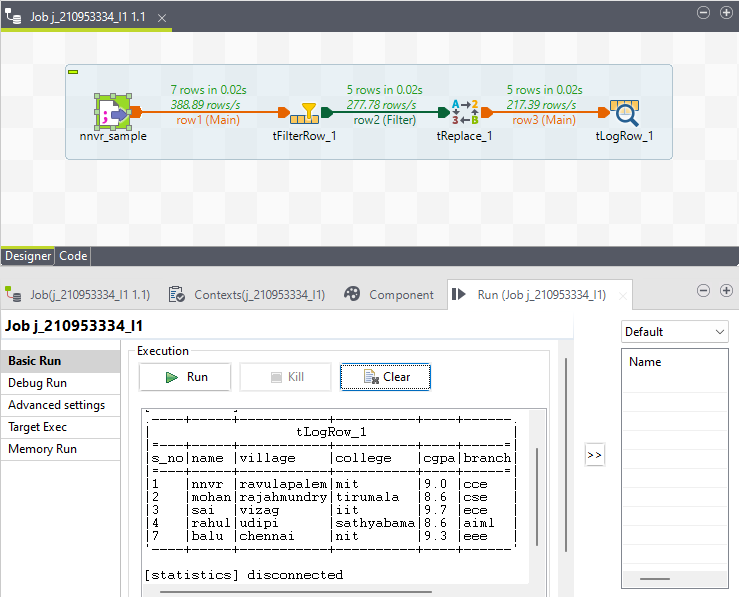 Job j_210953334_I1 1.1
7 rows in 0.02s
388.89 rows/s
row1 (Main)
5 rows in 0.02s
277.78 rows/s
row2 (Filter)
5 rows in 0.02s
217.39 rows/s
row3 (Main)
nnvr_sample
tFilterRow_1
tReplace_1
tLogRow_1
Designer
Code
Job(j_210953334_I1 1.1)
Contexts(j_210953334_I1)
Component
Run (Job j_210953334_I1)
Job j_210953334_I1
Default
Name
Basic Run
Debug Run
Advanced settings
Target Exec
Memory Run
Execution
Run
Kill
Clear
>>
.----+-----+-----------+----------+----+------.
| tLogRow_1 |
|=---+-----+-----------+----------+----+-----=|
|s_no|name |village |college |cgpa|branch|
|=---+-----+-----------+----------+----+-----=|
|1 |nnvr |ravulapalem|mit |9.0 |cce |
|2 |mohan|rajahmundry|tirumala |8.6 |cse |
|3 |sai |vizag |iit |9.7 |ece |
|4 |rahul|udipi |sathyabama|8.6 |aiml |
|7 |balu |chennai |nit |9.3 |eee |
'----+-----+-----------+----------+----+------'
[statistics] disconnected